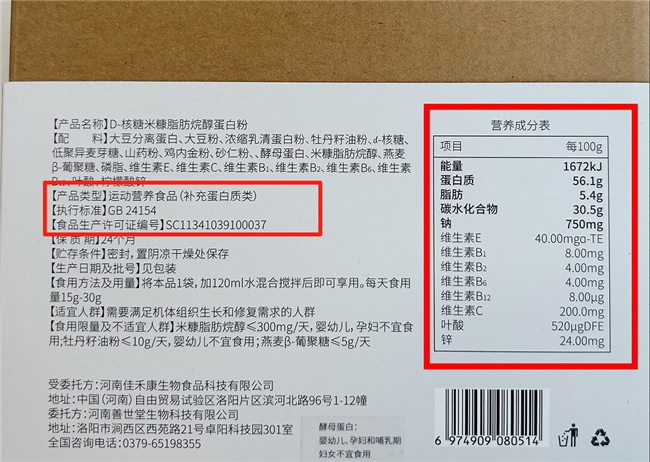 【产品名称】D-核糖米糠脂肪烷醇蛋白粉
【配　　料】大豆分离蛋白、大豆粉、浓缩乳清蛋白粉、牡丹籽油粉、d-核糖、
低聚异麦芽糖、山药粉、鸡内金粉、砂仁粉、、酵母蛋白、米糠脂肪烷醇、燕麦
β-葡聚糖、磷脂、维生素E、维生素C、维生素B₁、维生素B₂、维生素B₆、维生素
B₁₂、叶酸、柠檬酸锌
【产品类型】运动营养食品（补充蛋白质类）
【执行标准】GB 24154
【食品生产许可证编号】SC11341039100037
【保 质 期】24个月
【贮存条件】密封，置阴凉干燥处保存
【生产日期及批号】见包装
【食用方法及用量】将本品1袋，加120ml水混合搅拌后即可享用。每天食用
量15g-30g
【适宜人群】需要满足机体组织生长和修复需求的人群
【食用限量及不适宜人群】米糠脂肪烷醇≤300mg/天，婴幼儿，孕妇不宜食
用；牡丹籽油粉≤10g/天，婴幼儿不宜食用；燕麦β-葡聚糖≤5g/天
受委托方：河南佳禾康生物食品科技有限公司
地址：中国（河南）自由贸易试验区洛阳片区滨河北路96号1-12幢
委托方：河南善世堂生物科技有限公司
地址：洛阳市涧西区西苑路21号卓阳科技园301室
全国咨询电话：0379-65198355
酵母蛋白：
婴幼儿、孕妇和哺乳期
妇女不宜食用
营养成分表
项目 每100g
能量 1672kJ
蛋白质 56.1g
脂肪 5.4g
碳水化合物 30.5g
钠 750mg
维生素E 40.00mgα-TE
维生素B₁ 8.00mg
维生素B₂ 4.00mg
维生素B₆ 4.00mg
维生素B₁₂ 8.00μg
维生素C 200.0mg
叶酸 520μgDFE
锌 24.00mg
6 974909 080514